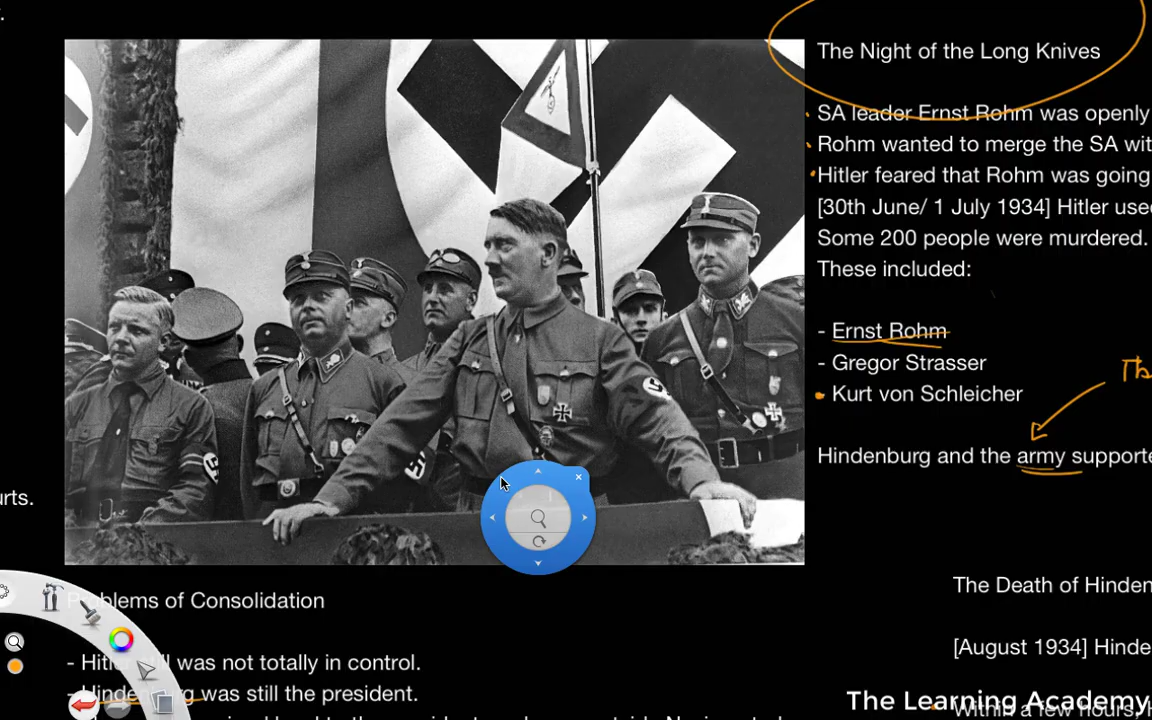 The Night of the Long Knives
SA leader Ernst Rohm was openly
Rohm wanted to merge the SA wit
Hitler feared that Rohm was going
[30th June/ 1 July 1934] Hitler use
Some 200 people were murdered.
These included:
- Ernst Rohm
- Gregor Strasser
Kurt von Schleicher
Th
Hindenburg and the army supporte
urts.
Problems of Consolidation
- Hitler still was not totally in control.
- Hindenburg was still the president.
The Death of Hinden
[August 1934] Hinde
Within a few hours, H
The Learning Academy